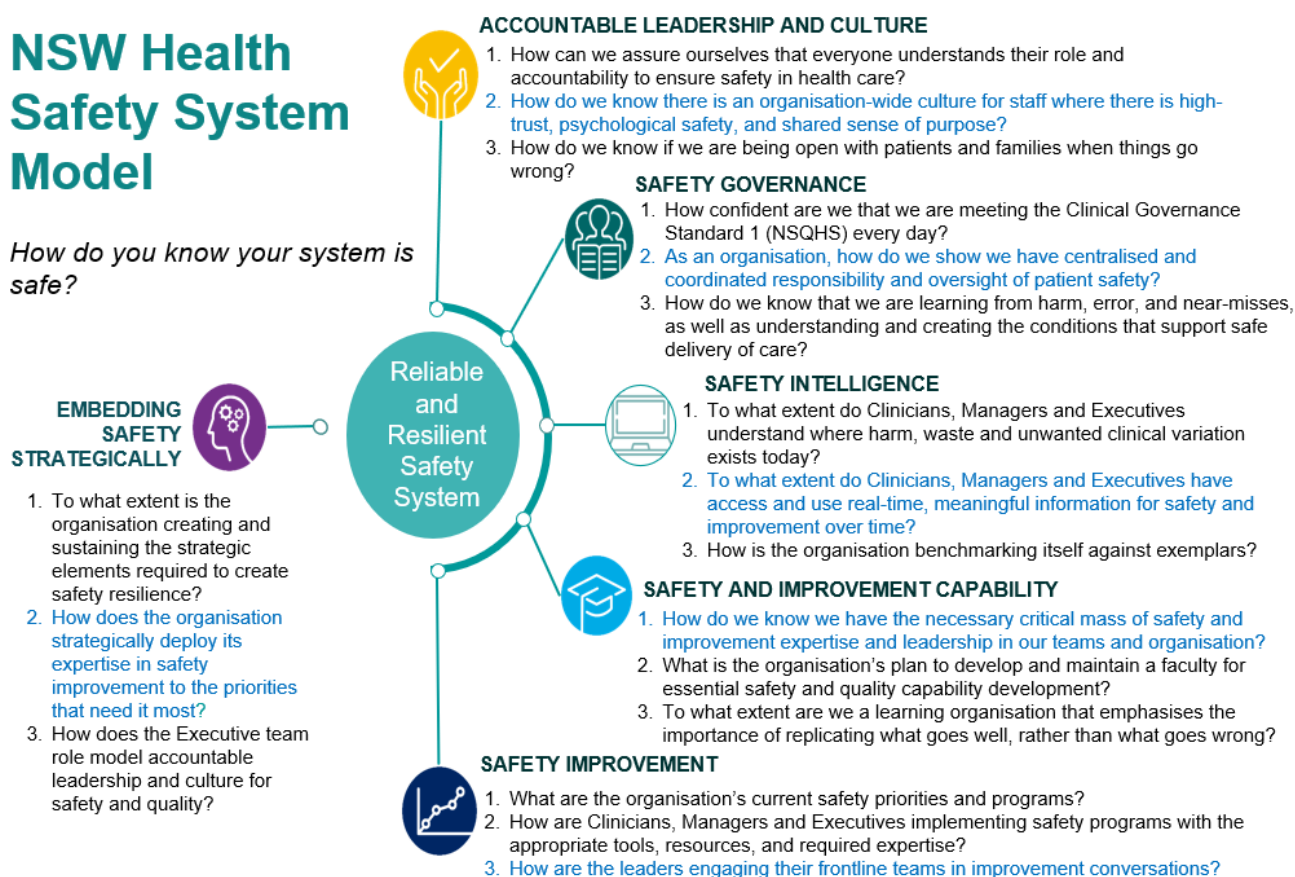 NSW Health
Safety System
Model
How do you know your system is
safe?
ACCOUNTABLE LEADERSHIP AND CULTURE
1. How can we assure ourselves that everyone understands their role and
accountability to ensure safety in health care?
2. How do we know there is an organisation-wide culture for staff where there is high-
trust, psychological safety, and shared sense of purpose?
3. How do we know if we are being open with patients and families when things go
wrong?
SAFETY GOVERNANCE
1. How confident are we that we are meeting the Clinical Governance
Standard 1 (NSQHS) every day?
2. As an organisation, how do we show we have centralised and
coordinated responsibility and oversight of patient safety?
3. How do we know that we are learning from harm, error, and near-misses,
as well as understanding and creating the conditions that support safe
delivery of care?
Reliable
and
Resilient
Safety
System
SAFETY INTELLIGENCE
1. To what extent do Clinicians, Managers and Executives
understand where harm, waste and unwanted clinical variation
exists today?
2. To what extent do Clinicians, Managers and Executives have
access and use real-time, meaningful information for safety and
improvement over time?
3. How is the organisation benchmarking itself against exemplars?
EMBEDDING
SAFETY
STRATEGICALLY
1. To what extent is the
organisation creating and
sustaining the strategic
elements required to create
safety resilience?
2. How does the organisation
strategically deploy its
expertise in safety
improvement to the priorities
that need it most?
3. How does the Executive team
role model accountable
leadership and culture for
safety and quality?
SAFETY AND IMPROVEMENT CAPABILITY
1. How do we know we have the necessary critical mass of safety and
improvement expertise and leadership in our teams and organisation?
2. What is the organisation's plan to develop and maintain a faculty for
essential safety and quality capability development?
3. To what extent are we a learning organisation that emphasises the
importance of replicating what goes well, rather than what goes wrong?
SAFETY IMPROVEMENT
1. What are the organisation's current safety priorities and programs?
2. How are Clinicians, Managers and Executives implementing safety programs with the
appropriate tools, resources, and required expertise?
3. How are the leaders engaging their frontline teams in improvement conversations?